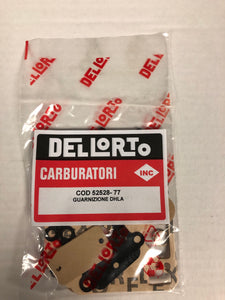 DELLORTO
CARBURATORI INC
COD 52528-77
GUARNIZIONE DHLA